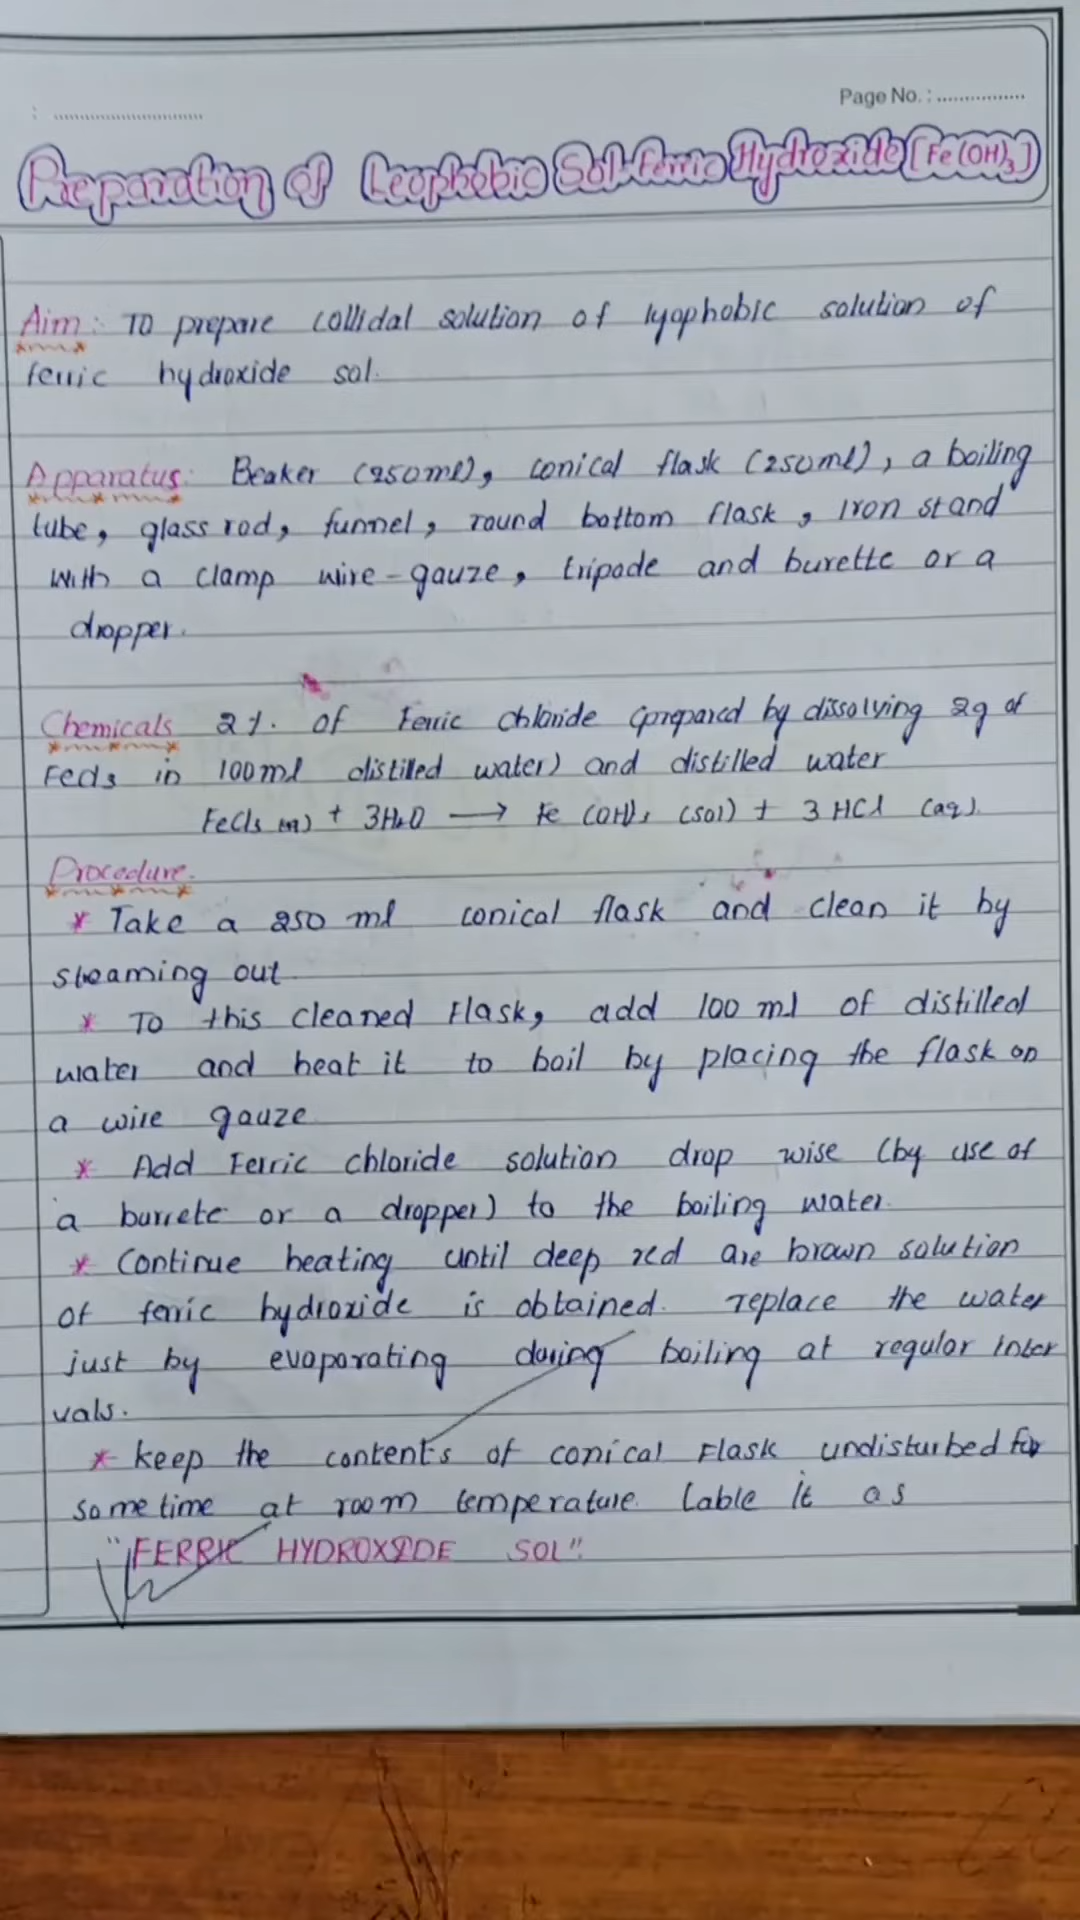 Page No. :
Preparation of Leophobic Sol-ferric Hydroxide [Fe(OH)3]
Aim : To prepare collidal solution of lyophobic solution of
ferric hydroxide sol.
Apparatus: Beaker (250ml), conical flask (250ml), a boiling
tube, glass rod, funnel, round bottom flask, iron stand
with a clamp wire-gauze, tripode and burette or a
dropper.
Chemicals 2%. of Ferric chloride (prepared by dissolving 2g of
FeCl3 in 100ml distilled water) and distilled water
FeCl3 + 3H2O → Fe (OH)3 (sol) + 3 HCl (aq).
Procedure.
* Take a 250 ml conical flask and clean it by
steaming out
* To this cleaned Flask, add 100 ml of distilled
water and heat it to boil by placing the flask on
a wire gauze
* Add Ferric chloride solution drop wise (by use of
a burrete or a dropper) to the boiling water.
* Continue heating until deep red are brown solution
of ferric hydroxide is obtained. replace the water
just by evaporating during boiling at regular inter
vals.
* keep the contents of conical Flask undisturbed for
some time at room temperature. Lable it as
"FERRIC HYDROXIDE SOL".